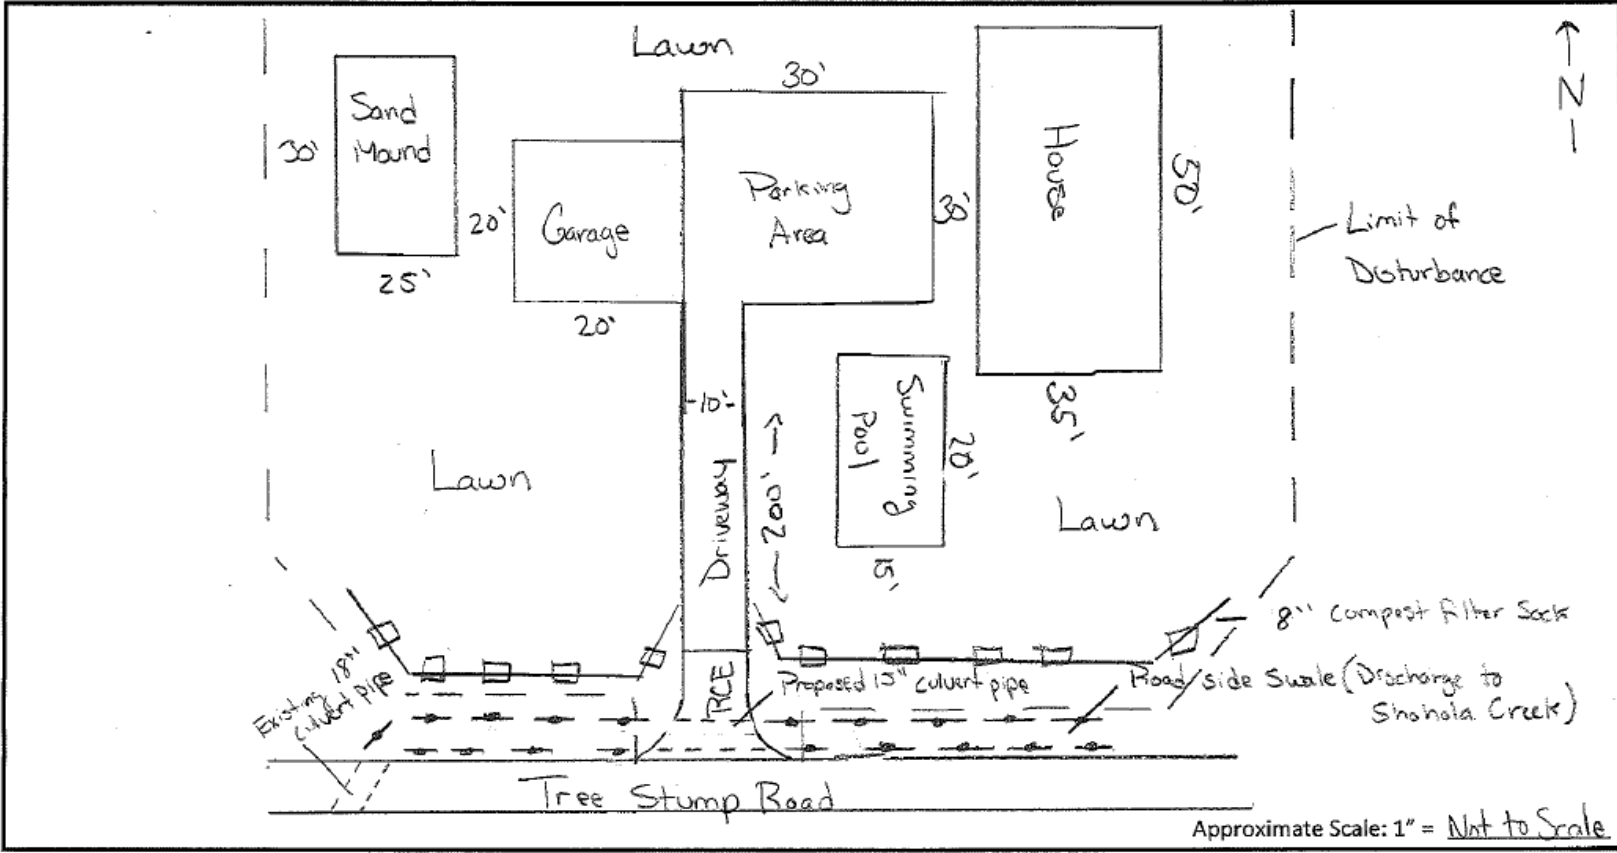 Lawn
30'
N
Sand
Mound
30'
25'
Garage
20'
20'
Parking
Area
30'
House
50'
35'
Limit of
Disturbance
-10'-
Driveway
200'
Swimming
Pool
20'
15'
Lawn
Lawn
8" Compost Filter Sock
Existing 18"
Culvert pipe
RCE
Proposed 15" culvert pipe
Road side Swale (Discharge to
Shohola Creek)
Tree Stump Road
Approximate Scale: 1" = Not to Scale